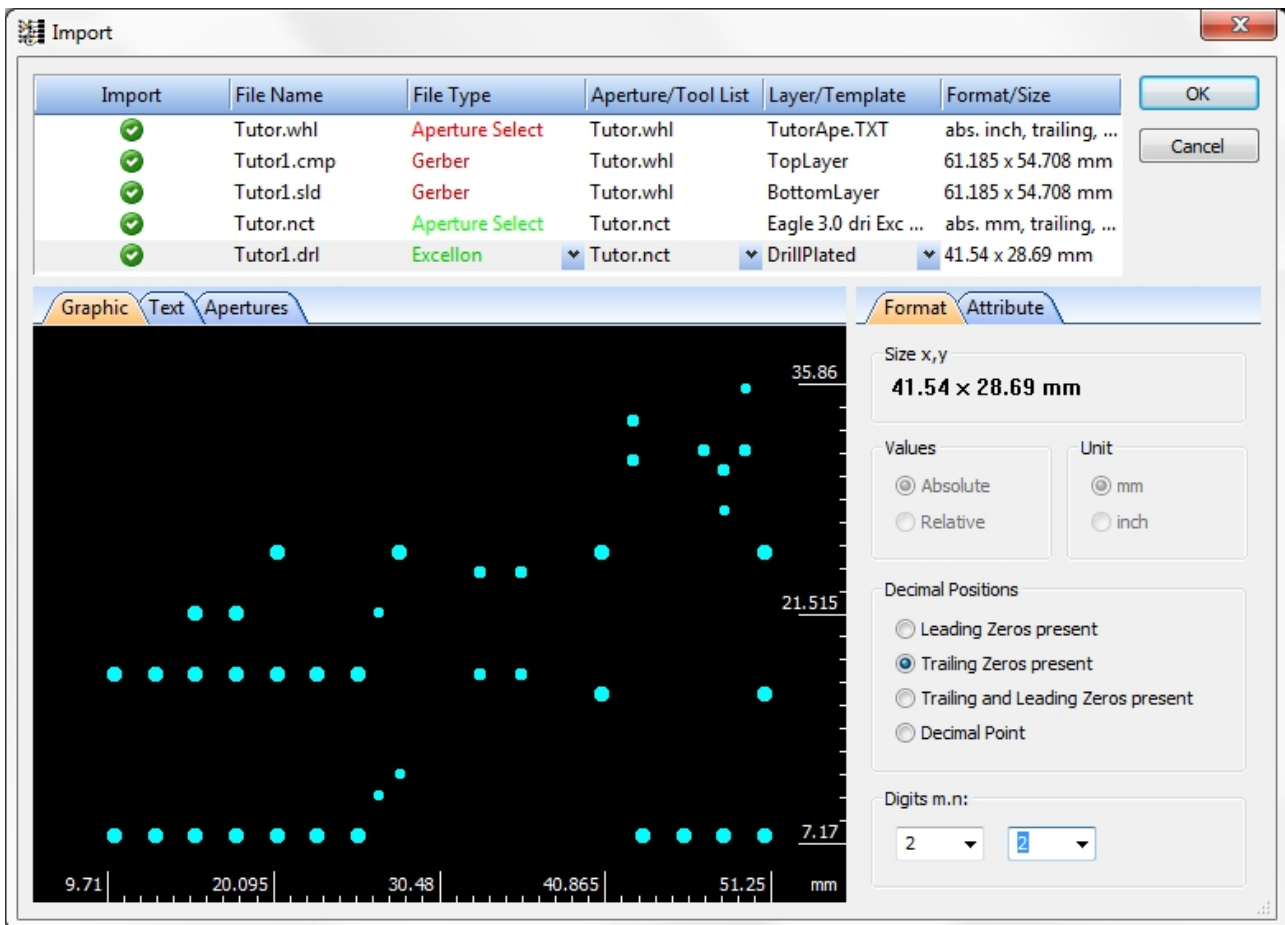 Import
Import File Name File Type Aperture/Tool List Layer/Template Format/Size
Tutor.whl Aperture Select Tutor.whl TutorApe.TXT abs. inch, trailing, ...
Tutor1.cmp Gerber Tutor.whl TopLayer 61.185 x 54.708 mm
Tutor1.sld Gerber Tutor.whl BottomLayer 61.185 x 54.708 mm
Tutor.nct Aperture Select Tutor.nct Eagle 3.0 dri Exc ... abs. mm, trailing, ...
Tutor1.drl Excellon Tutor.nct DrillPlated 41.54 x 28.69 mm
OK
Cancel
Graphic Text Apertures
35.86
21.515
7.17
9.71 20.095 30.48 40.865 51.25 mm
Format Attribute
Size x,y
41.54 x 28.69 mm
Values
Absolute
Relative
Unit
mm
inch
Decimal Positions
Leading Zeros present
Trailing Zeros present
Trailing and Leading Zeros present
Decimal Point
Digits m.n:
2 2